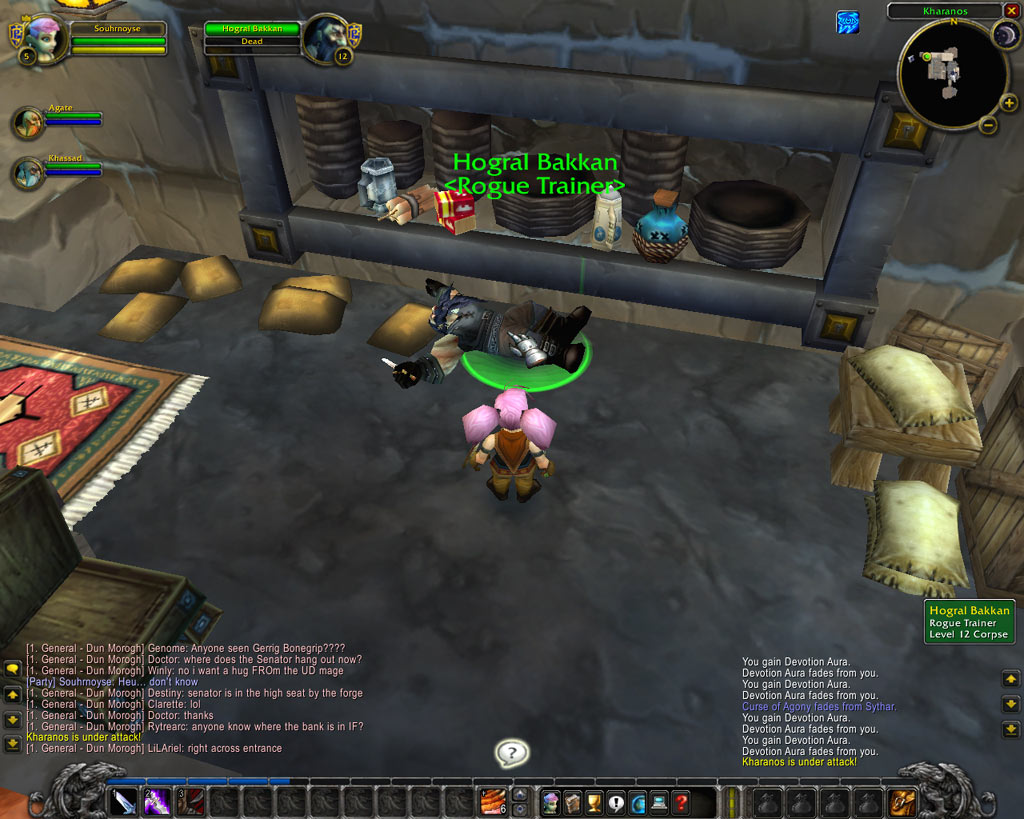 Souhrnoyse
5
Hogral Bakkan
Dead
12
Kharanos
N
Agate
Khassad
Hogral Bakkan
<Rogue Trainer>
Hogral Bakkan
Rogue Trainer
Level 12 Corpse
[1. General - Dun Morogh] Genome: Anyone seen Gerrig Bonegrip????
[1. General - Dun Morogh] Doctor: where does the Senator hang out now?
[1. General - Dun Morogh] Winly: no i want a hug FROm the UD mage
[Party] Souhrnoyse: Heu... don't know
[1. General - Dun Morogh] Destiny: senator is in the high seat by the forge
[1. General - Dun Morogh] Clarette: lol
[1. General - Dun Morogh] Doctor: thanks
[1. General - Dun Morogh] Rytrearc: anyone know where the bank is in IF?
Kharanos is under attack!
[1. General - Dun Morogh] LiLAriel: right across entrance
You gain Devotion Aura.
Devotion Aura fades from you.
You gain Devotion Aura.
Devotion Aura fades from you.
Curse of Agony fades from Sythar.
You gain Devotion Aura.
Devotion Aura fades from you.
You gain Devotion Aura.
Devotion Aura fades from you.
Kharanos is under attack!
?
2
3
6
!
?